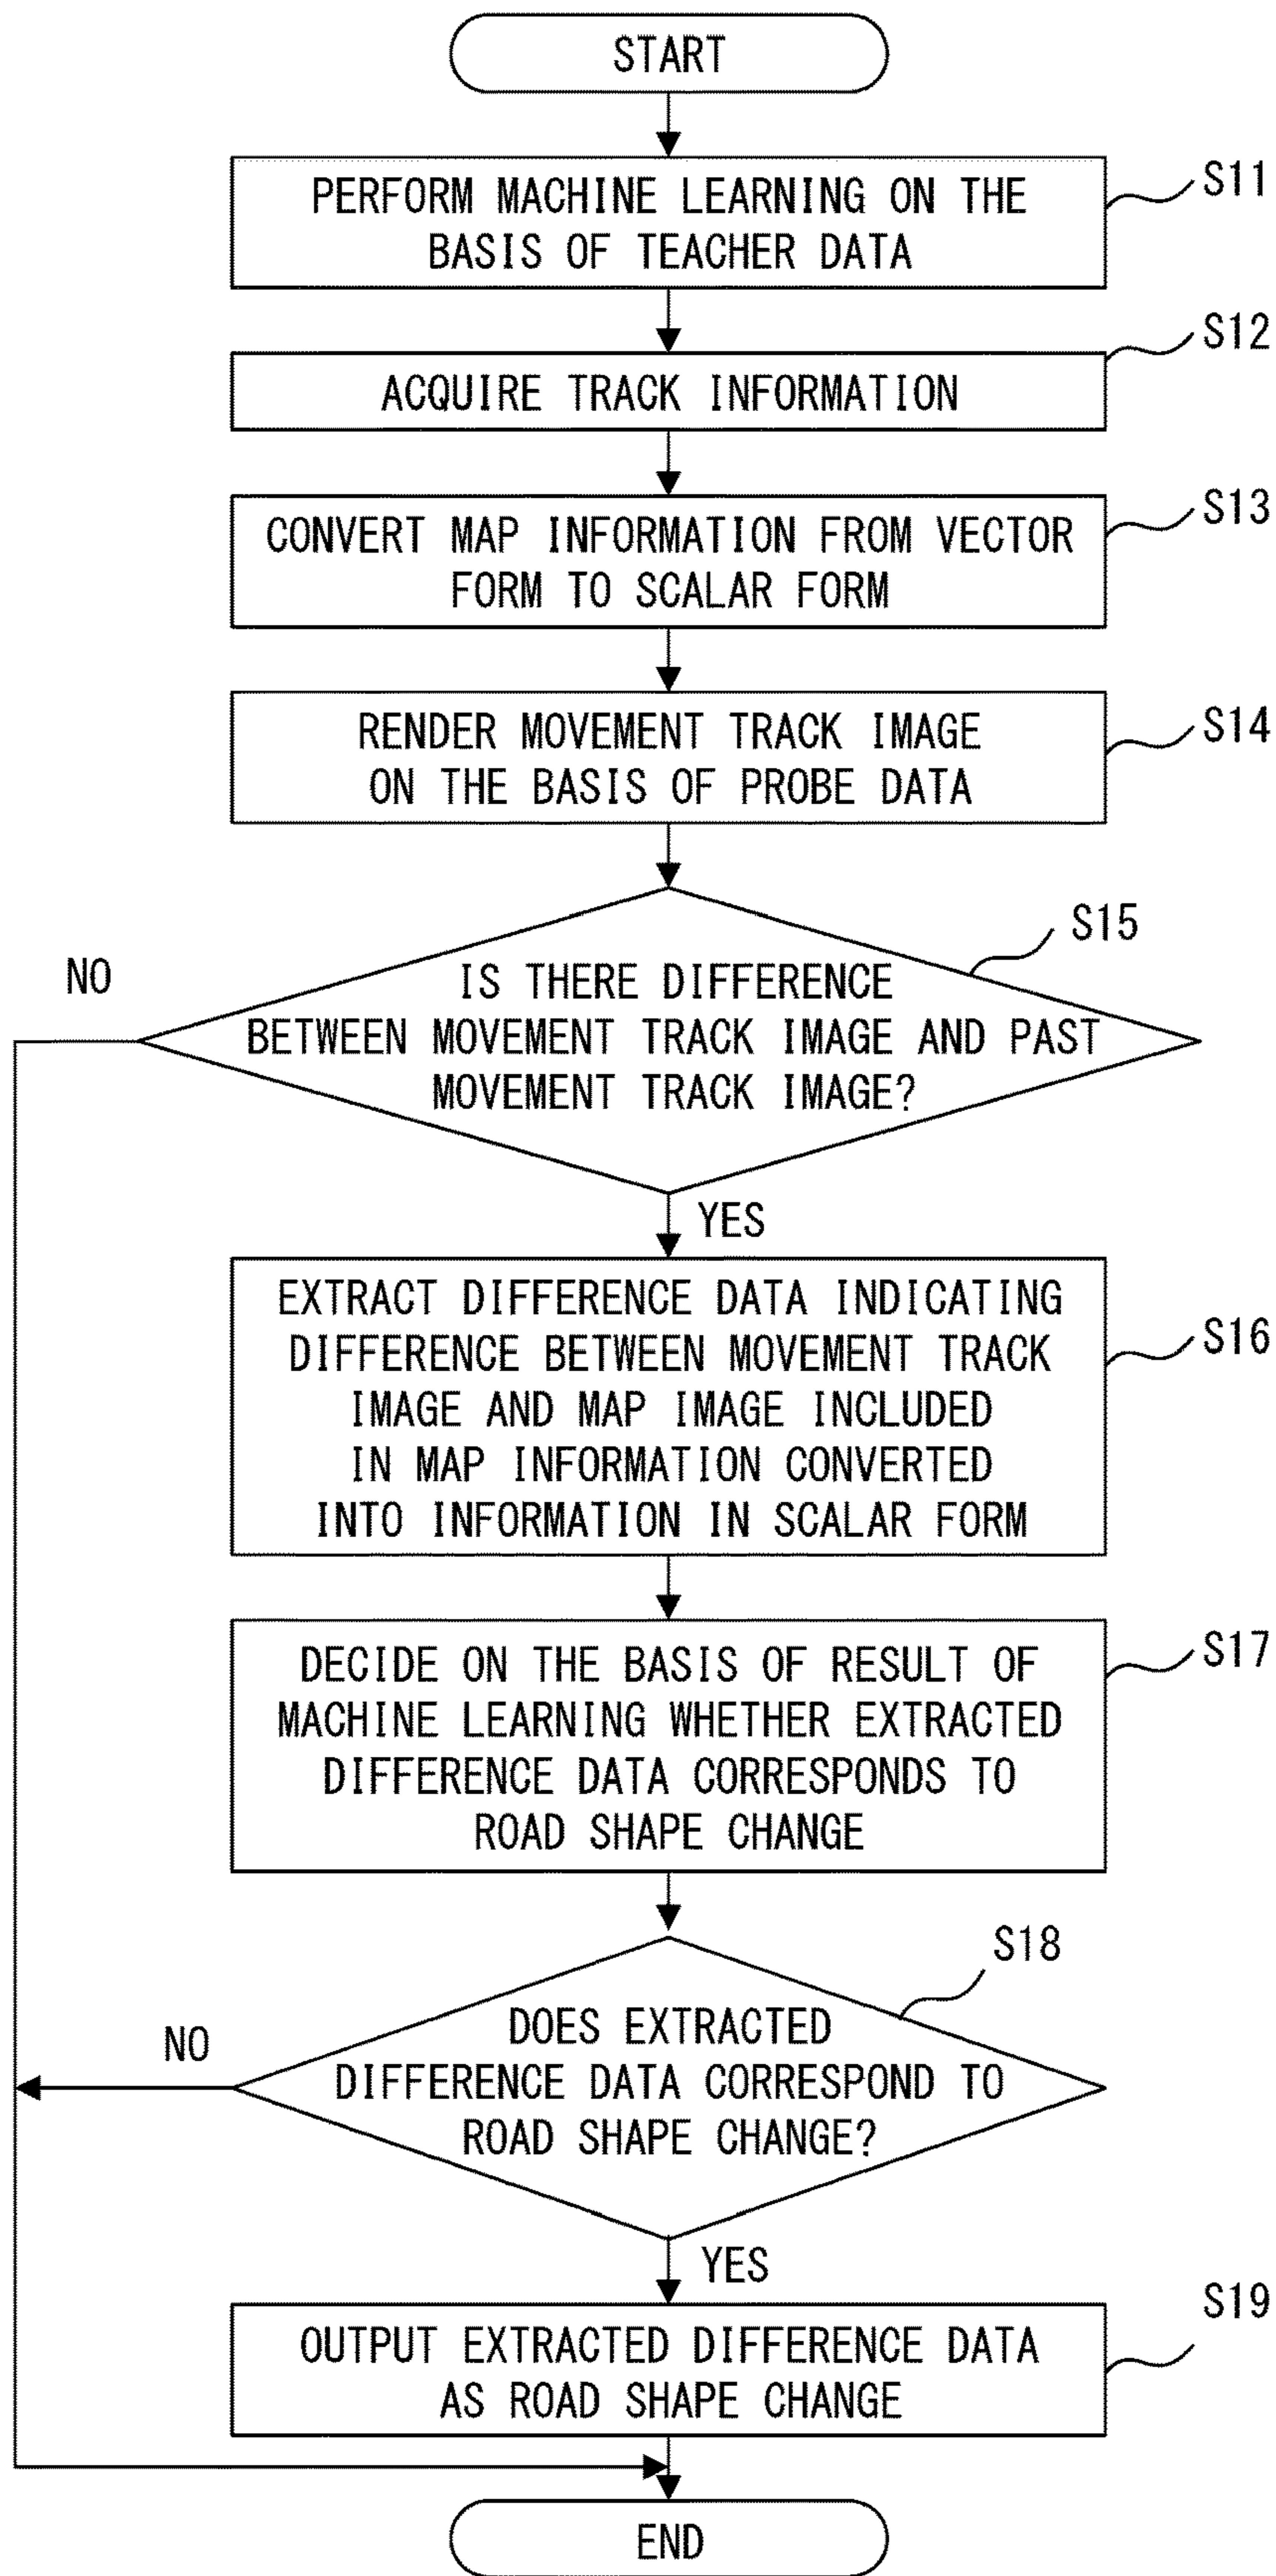 START
PERFORM MACHINE LEARNING ON THE
BASIS OF TEACHER DATA
S11
ACQUIRE TRACK INFORMATION
S12
CONVERT MAP INFORMATION FROM VECTOR
FORM TO SCALAR FORM
S13
RENDER MOVEMENT TRACK IMAGE
ON THE BASIS OF PROBE DATA
S14
IS THERE DIFFERENCE
BETWEEN MOVEMENT TRACK IMAGE AND PAST
MOVEMENT TRACK IMAGE?
S15
NO
YES
EXTRACT DIFFERENCE DATA INDICATING
DIFFERENCE BETWEEN MOVEMENT TRACK
IMAGE AND MAP IMAGE INCLUDED
IN MAP INFORMATION CONVERTED
INTO INFORMATION IN SCALAR FORM
S16
DECIDE ON THE BASIS OF RESULT OF
MACHINE LEARNING WHETHER EXTRACTED
DIFFERENCE DATA CORRESPONDS TO
ROAD SHAPE CHANGE
S17
DOES EXTRACTED
DIFFERENCE DATA CORRESPOND TO
ROAD SHAPE CHANGE?
S18
NO
YES
OUTPUT EXTRACTED DIFFERENCE DATA
AS ROAD SHAPE CHANGE
S19
END